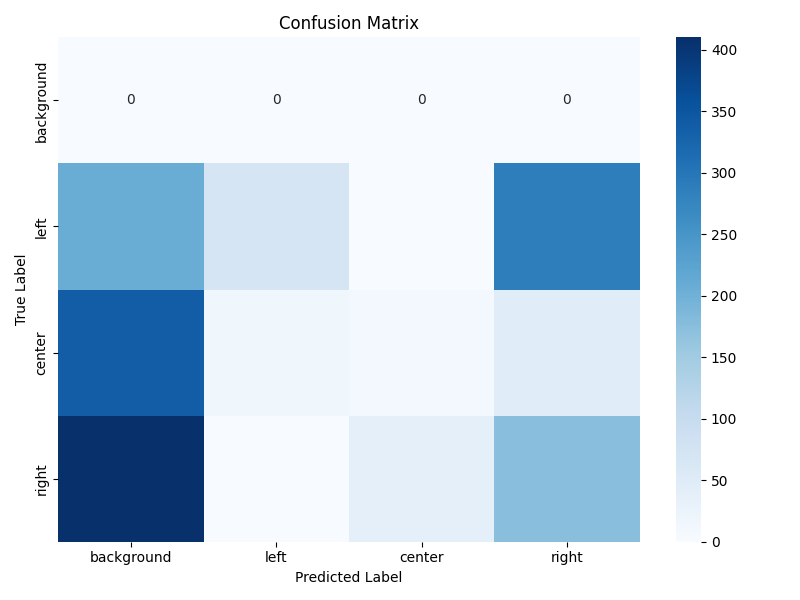 Confusion Matrix
True Label
background
0 0 0 0
left
center
right
background left center right
Predicted Label
400
350
300
250
200
150
100
50
0